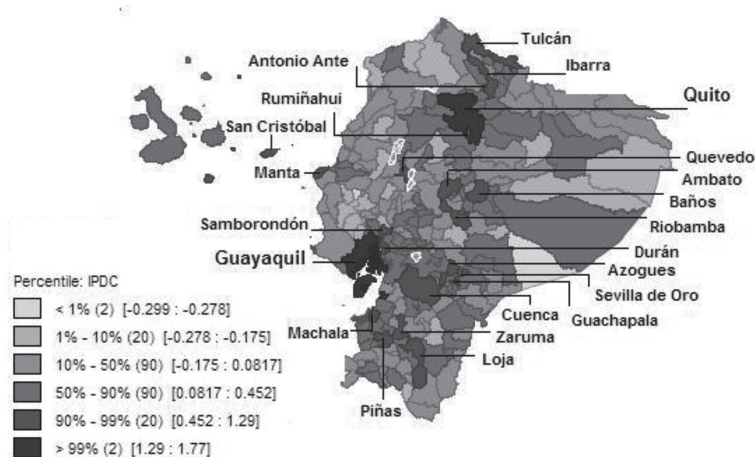 Tulcán
Antonio Ante
Ibarra
Rumiñahui
Quito
San Cristóbal
Manta
Quevedo
Ambato
Baños
Samborondón
Riobamba
Guayaquil
Durán
Azogues
Sevilla de Oro
Cuenca
Guachapala
Machala
Zaruma
Loja
Piñas
Percentile: IPDC
< 1% (2) [-0.299 : -0.278]
1% - 10% (20) [-0.278 : -0.175]
10% - 50% (90) [-0.175 : 0.0817]
50% - 90% (90) [0.0817 : 0.452]
90% - 99% (20) [0.452 : 1.29]
> 99% (2) [1.29 : 1.77]